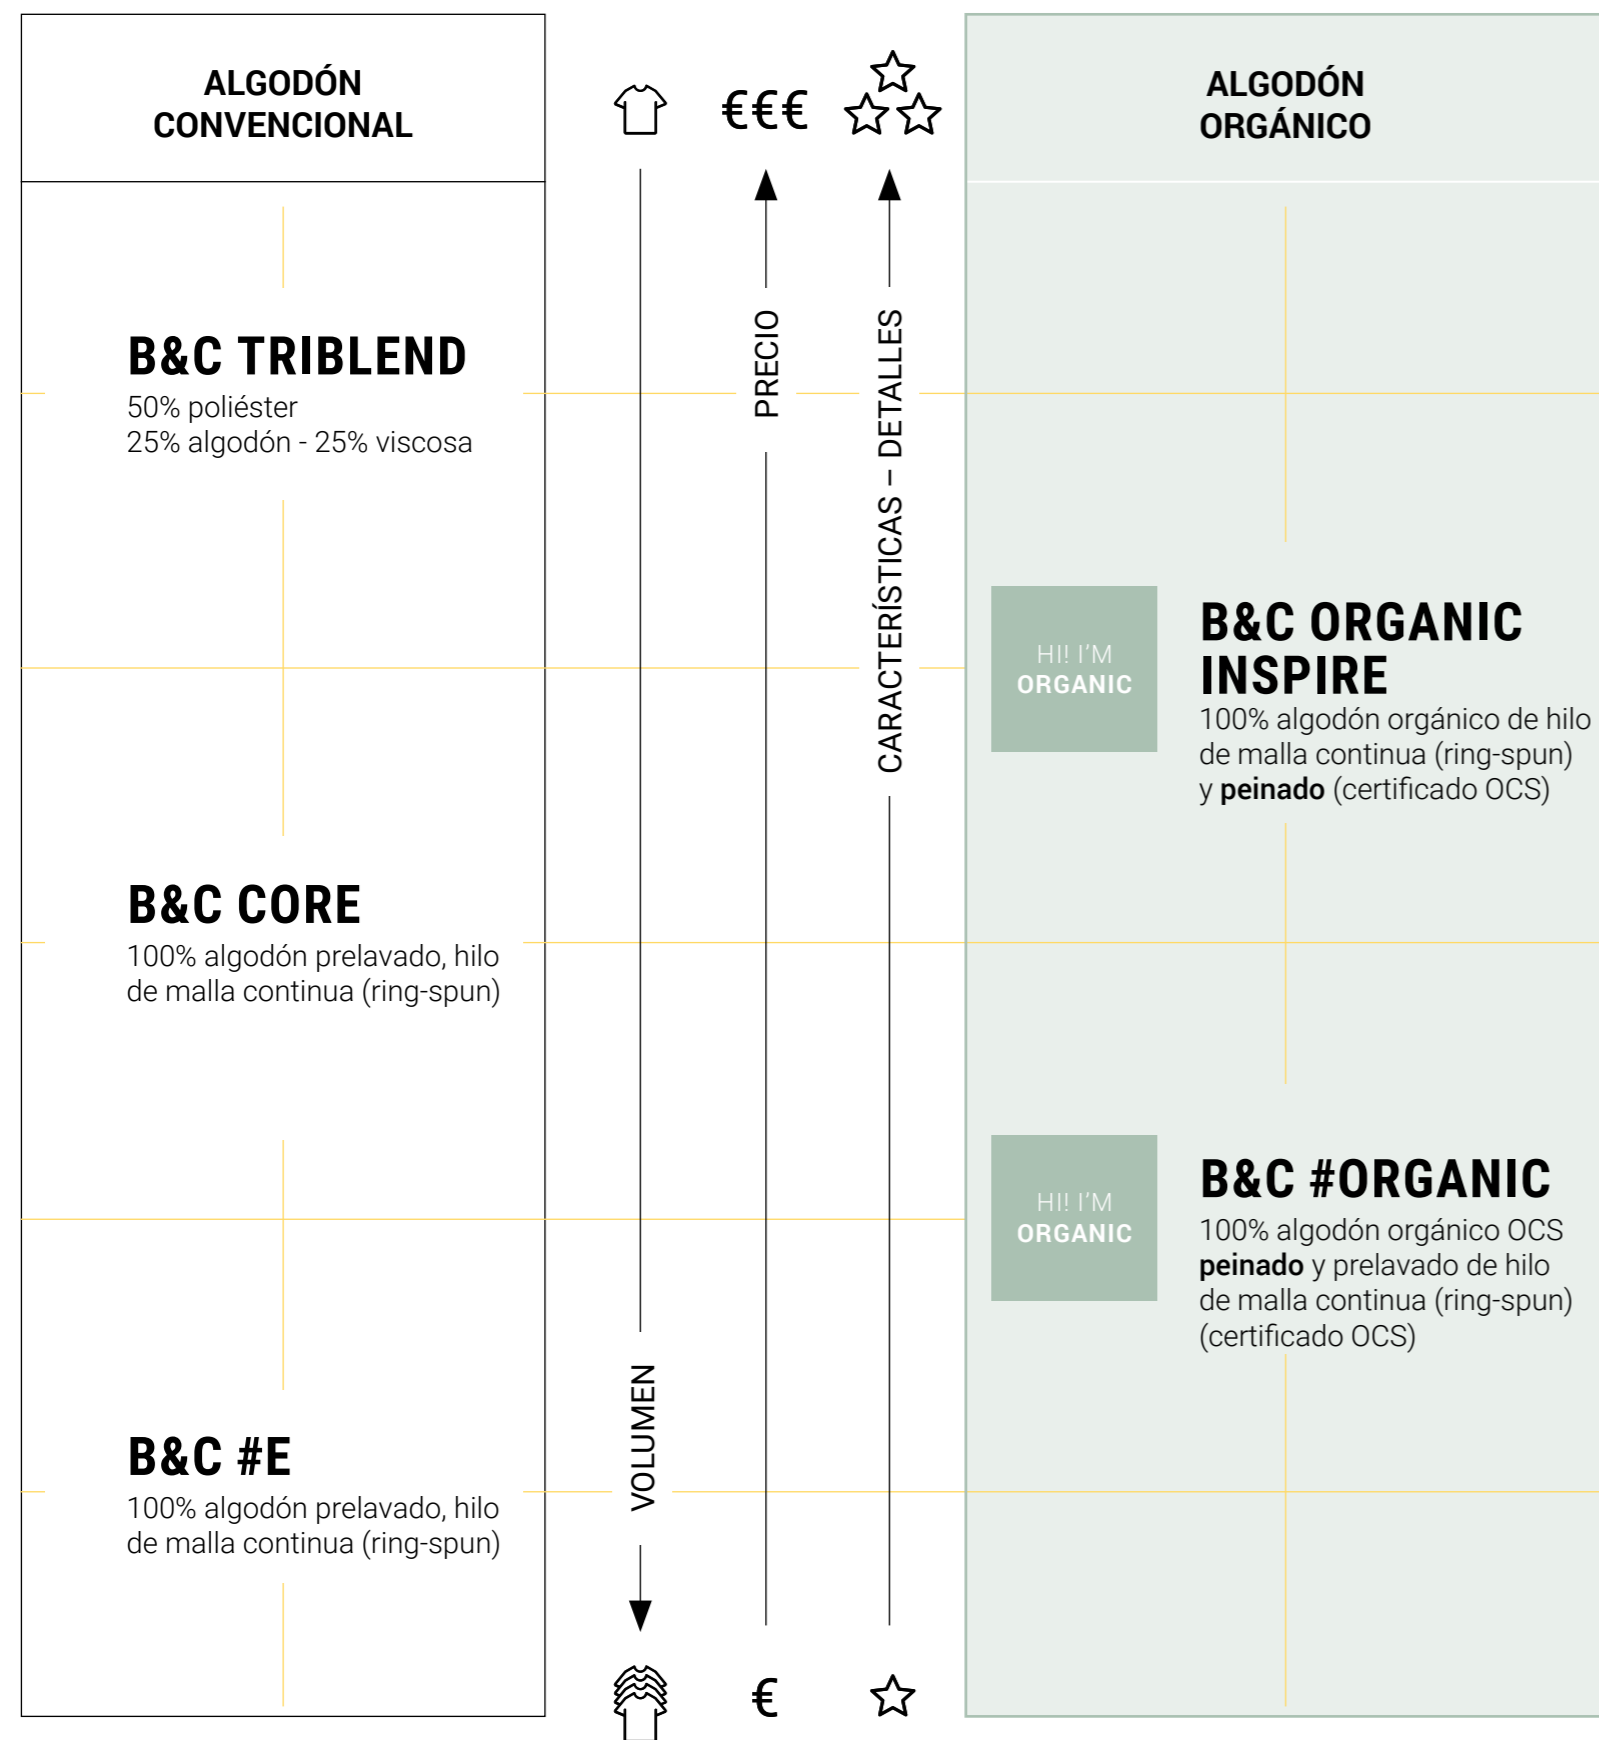 ALGODÓN
CONVENCIONAL
B&C TRIBLEND
50% poliéster
25% algodón - 25% viscosa
B&C CORE
100% algodón prelavado, hilo
de malla continua (ring-spun)
B&C #E
100% algodón prelavado, hilo
de malla continua (ring-spun)
VOLUMEN
€€€
PRECIO
€
CARACTERÍSTICAS – DETALLES
ALGODÓN
ORGÁNICO
HI! I'M
ORGANIC
B&C ORGANIC
INSPIRE
100% algodón orgánico de hilo
de malla continua (ring-spun)
y peinado (certificado OCS)
HI! I'M
ORGANIC
B&C #ORGANIC
100% algodón orgánico OCS
peinado y prelavado de hilo
de malla continua (ring-spun)
(certificado OCS)